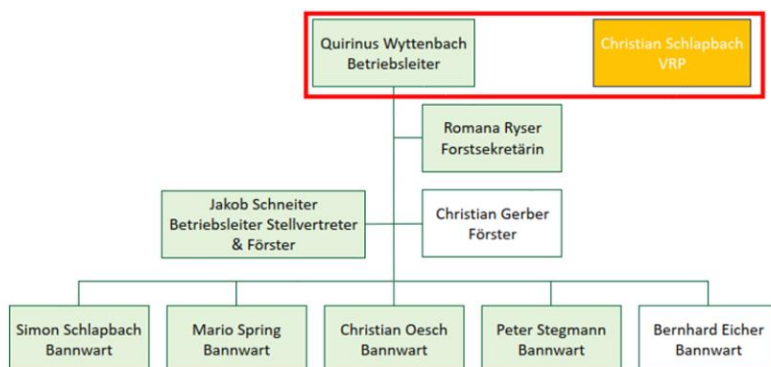 Quirinus Wyttenbach
Betriebsleiter
Christian Schlapbach
VRP
Romana Ryser
Forstsekretärin
Jakob Schneiter
Betriebsleiter Stellvertreter
& Förster
Christian Gerber
Förster
Simon Schlapbach
Bannwart
Mario Spring
Bannwart
Christian Oesch
Bannwart
Peter Stegmann
Bannwart
Bernhard Eicher
Bannwart